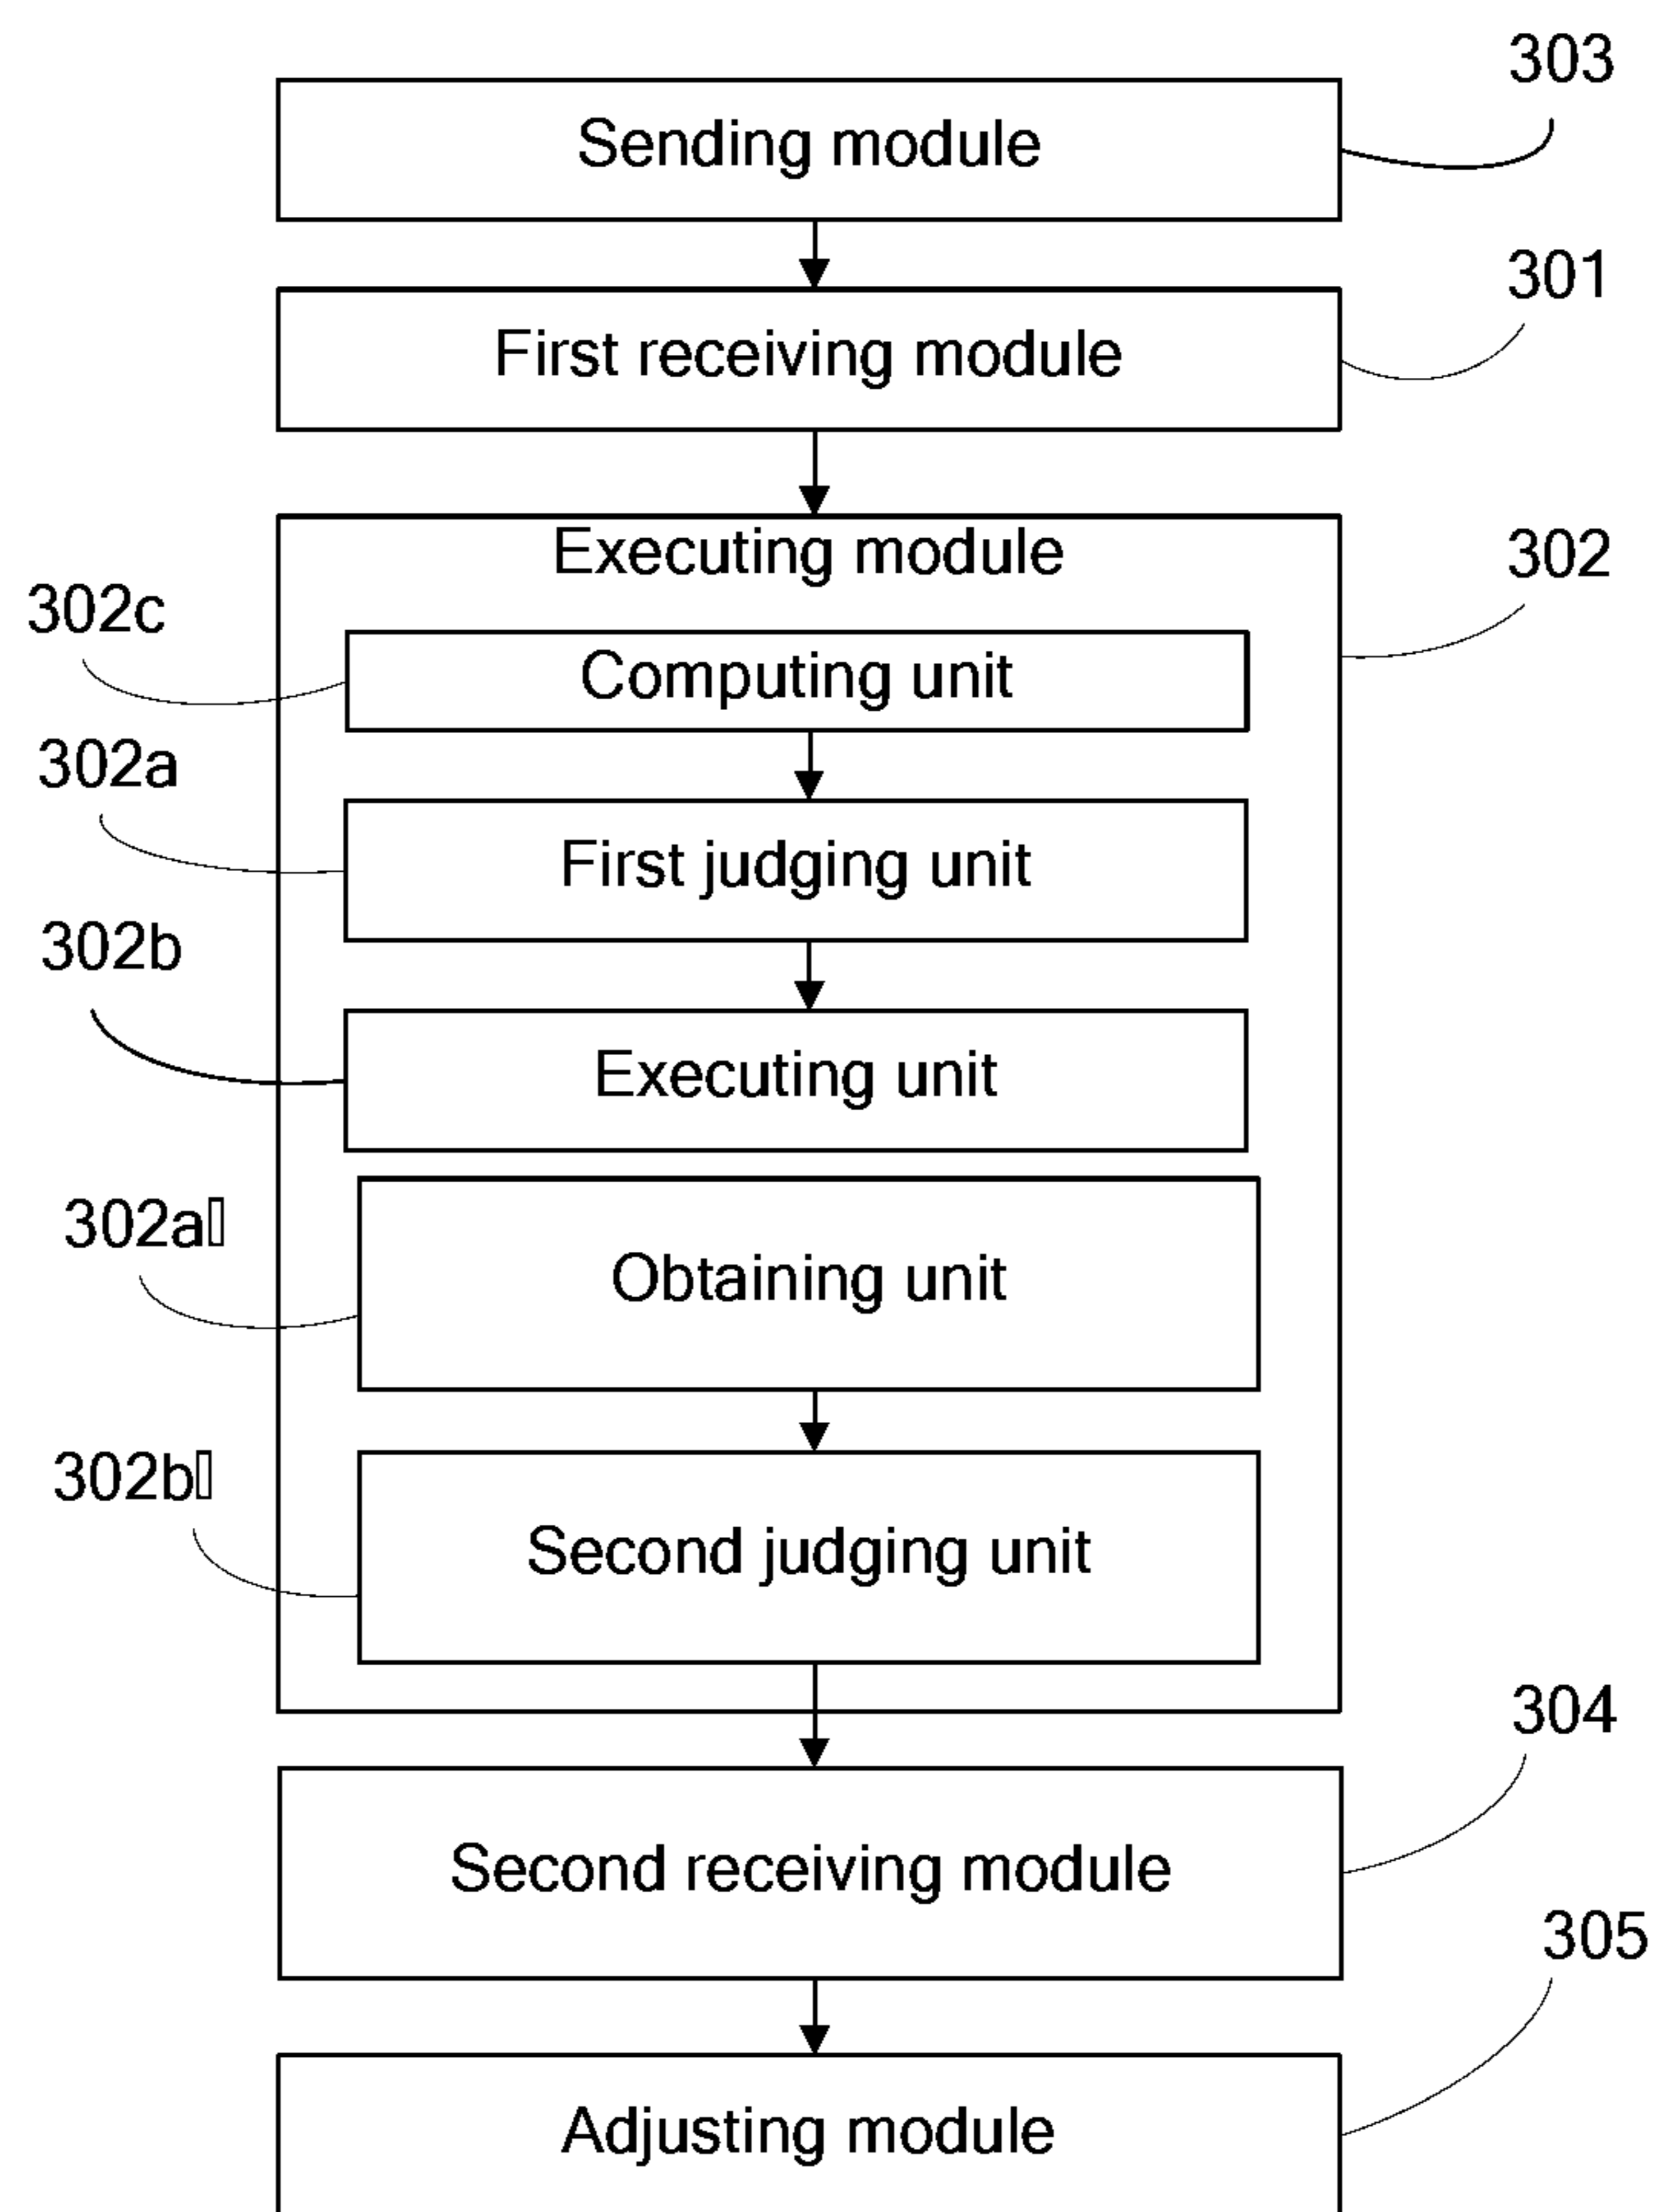 303
Sending module
301
First receiving module
Executing module
302
302c
Computing unit
302a
First judging unit
302b
Executing unit
302a▯
Obtaining unit
302b▯
Second judging unit
304
Second receiving module
305
Adjusting module